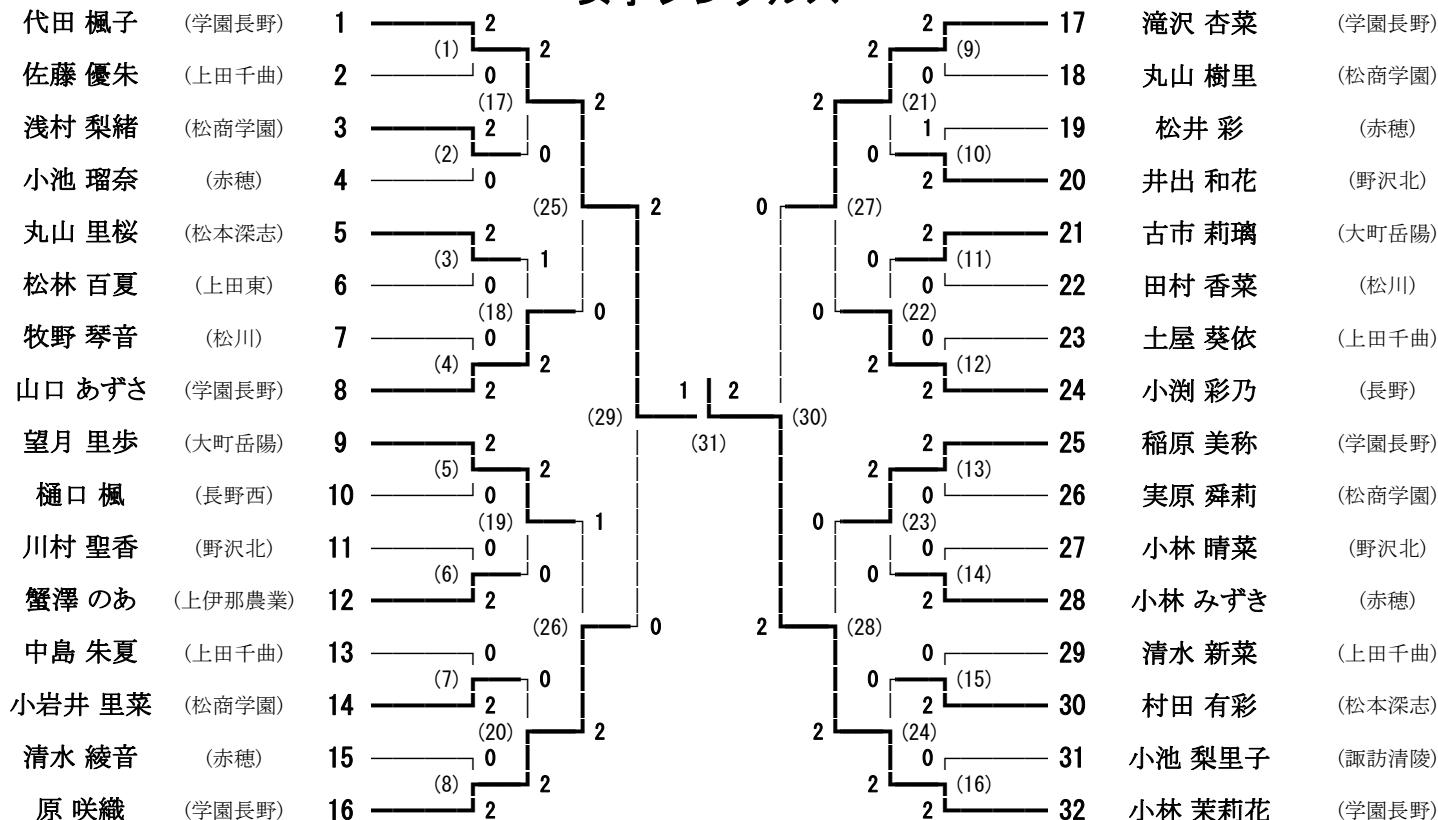 代田 楓子 (学園長野) 1 2 2 17 滝沢 杏菜 (学園長野)
(1) 2 2 (9)
佐藤 優朱 (上田千曲) 2 0 0 18 丸山 樹里 (松商学園)
(17) 2 2 (21)
浅村 梨緒 (松商学園) 3 2 1 19 松井 彩 (赤穂)
(2) 0 0 (10)
小池 瑠奈 (赤穂) 4 0 2 20 井出 和花 (野沢北)
(25) 2 0 (27)
丸山 里桜 (松本深志) 5 2 2 21 古市 莉璃 (大町岳陽)
(3) 1 0 (11)
松林 百夏 (上田東) 6 0 0 22 田村 香菜 (松川)
(18) 0 0 (22)
牧野 琴音 (松川) 7 0 0 23 土屋 葵依 (上田千曲)
(4) 2 2 (12)
山口 あずさ (学園長野) 8 2 1 2 2 24 小渕 彩乃 (長野)
(29) (30)
望月 里歩 (大町岳陽) 9 2 (31) 2 25 稲原 美称 (学園長野)
(5) 2 2 (13)
樋口 楓 (長野西) 10 0 0 26 実原 舜莉 (松商学園)
(19) 1 0 (23)
川村 聖香 (野沢北) 11 0 0 27 小林 晴菜 (野沢北)
(6) 0 0 (14)
蟹澤 のあ (上伊那農業) 12 2 2 28 小林 みずき (赤穂)
(26) 0 2 (28)
中島 朱夏 (上田千曲) 13 0 0 29 清水 新菜 (上田千曲)
(7) 0 0 (15)
小岩井 里菜 (松商学園) 14 2 2 30 村田 有彩 (松本深志)
(20) 2 2 (24)
清水 綾音 (赤穂) 15 0 0 31 小池 梨里子 (諏訪清陵)
(8) 2 2 (16)
原 咲織 (学園長野) 16 2 2 32 小林 茉莉花 (学園長野)